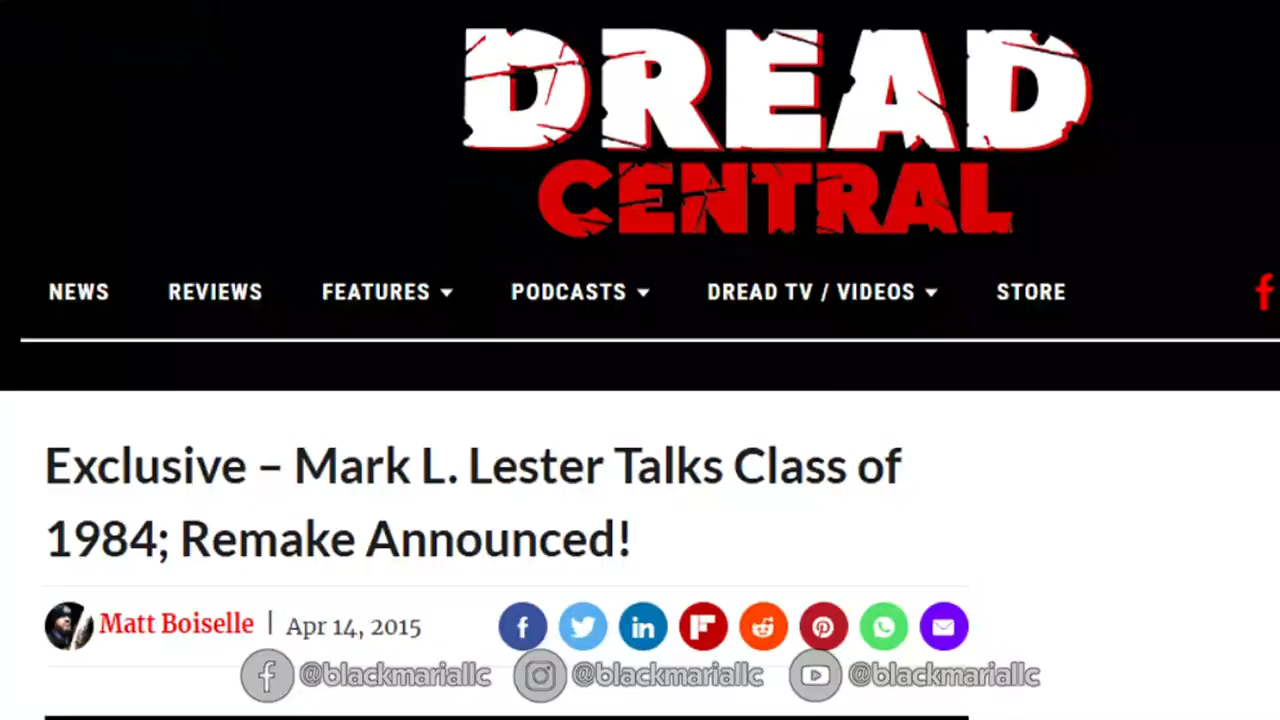 DREAD
CENTRAL
NEWS REVIEWS FEATURES PODCASTS DREAD TV / VIDEOS STORE
Exclusive – Mark L. Lester Talks Class of
1984; Remake Announced!
Matt Boiselle | Apr 14, 2015
@blackmariallc @blackmariallc @blackmariallc